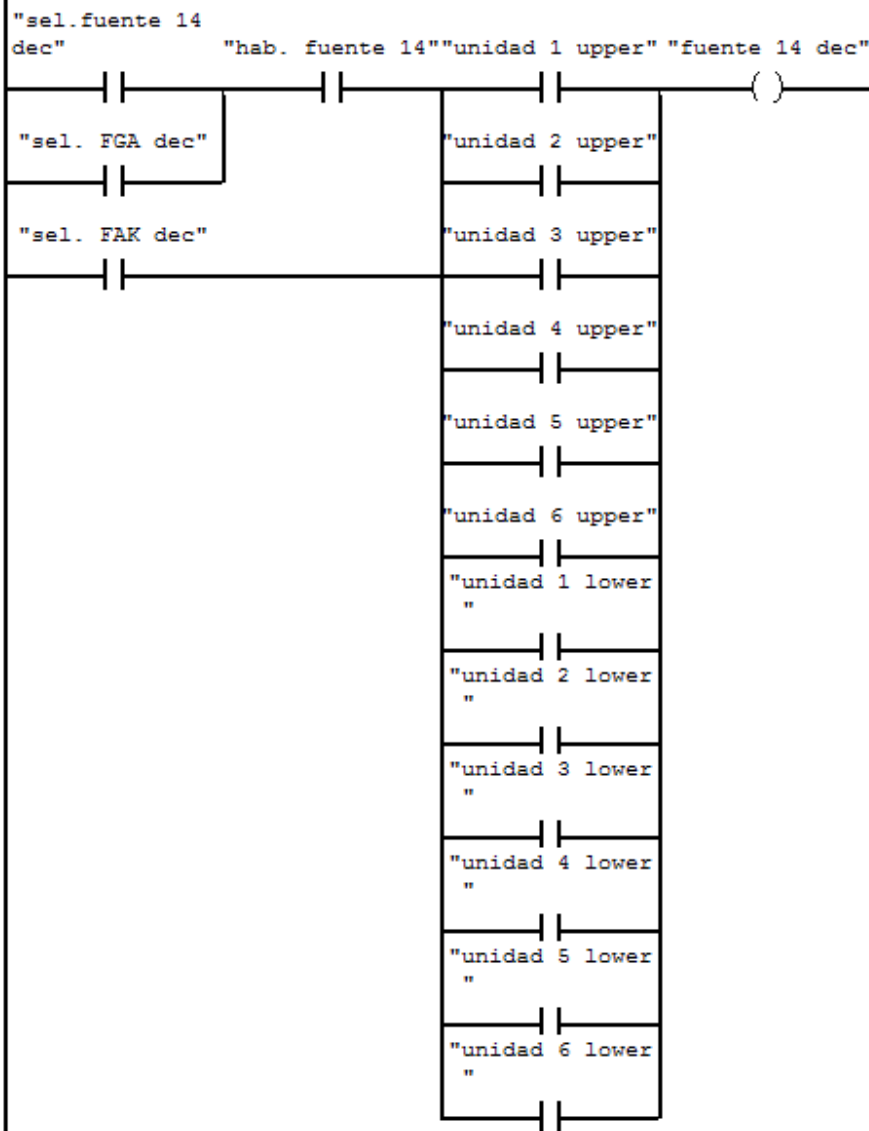 "sel.fuente 14
dec"
"hab. fuente 14" "unidad 1 upper" "fuente 14 dec"
"sel. FGA dec"
"unidad 2 upper"
"sel. FAK dec"
"unidad 3 upper"
"unidad 4 upper"
"unidad 5 upper"
"unidad 6 upper"
"unidad 1 lower
"
"unidad 2 lower
"
"unidad 3 lower
"
"unidad 4 lower
"
"unidad 5 lower
"
"unidad 6 lower
"